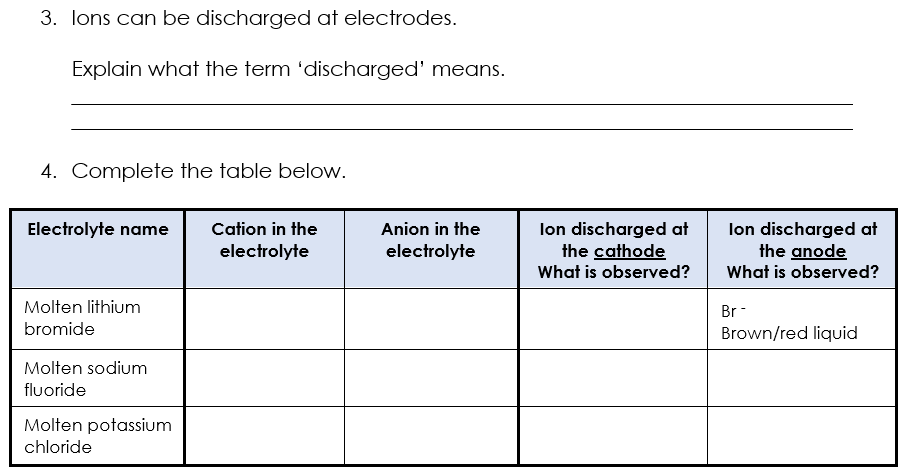 3. Ions can be discharged at electrodes.
Explain what the term ‘discharged’ means.
4. Complete the table below.
Electrolyte name
Cation in the
electrolyte
Anion in the
electrolyte
Ion discharged at
the cathode
What is observed?
Ion discharged at
the anode
What is observed?
Molten lithium
bromide
Br -
Brown/red liquid
Molten sodium
fluoride
Molten potassium
chloride